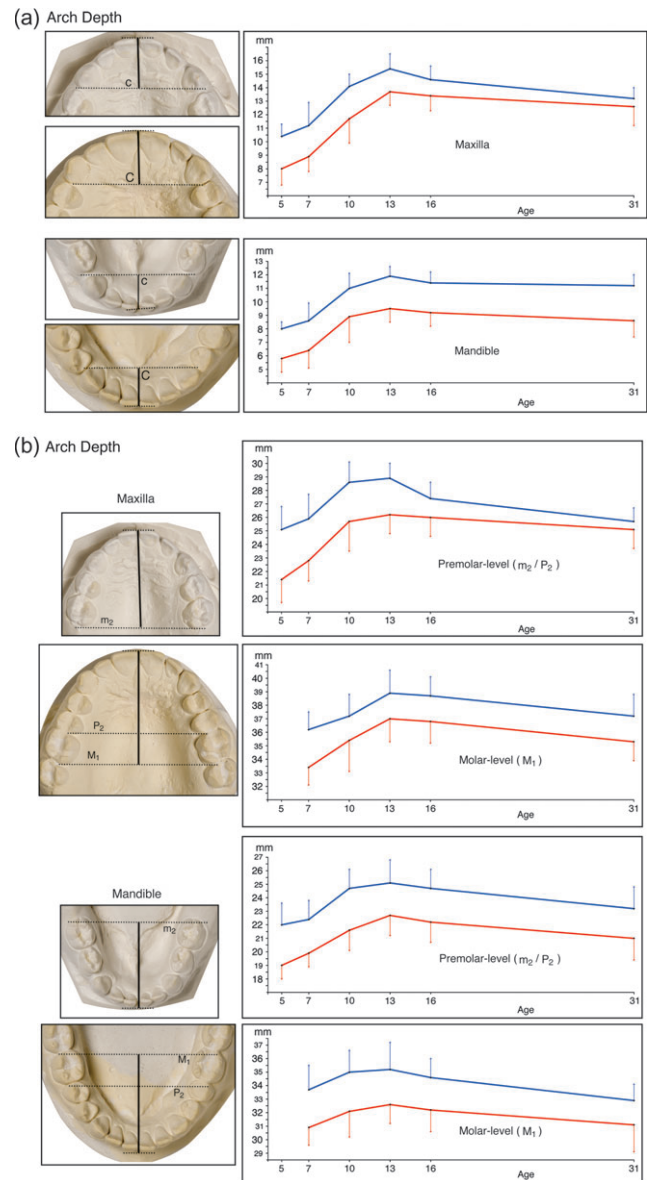 (a) Arch Depth
c
C
mm
16
15
14
13
12
11
10
9
8
7
Maxilla
5 7 10 13 16 31
Age
c
C
mm
13
12
11
10
9
8
7
6
5
Mandible
5 7 10 13 16 31
Age
(b) Arch Depth
Maxilla
m₂
P₂
M₁
mm
30
29
28
27
26
25
24
23
22
21
20
Premolar-level (m₂ / P₂)
Age
5 7 10 13 16 31
mm
41
40
39
38
37
36
35
34
33
32
Molar-level (M₁)
Age
5 7 10 13 16 31
Mandible
m₂
M₁
P₂
mm
27
26
25
24
23
22
21
20
19
18
Premolar-level (m₂ / P₂)
Age
5 7 10 13 16 31
mm
37
36
35
34
33
32
31
30
29
Molar-level (M₁)
Age
5 7 10 13 16 31